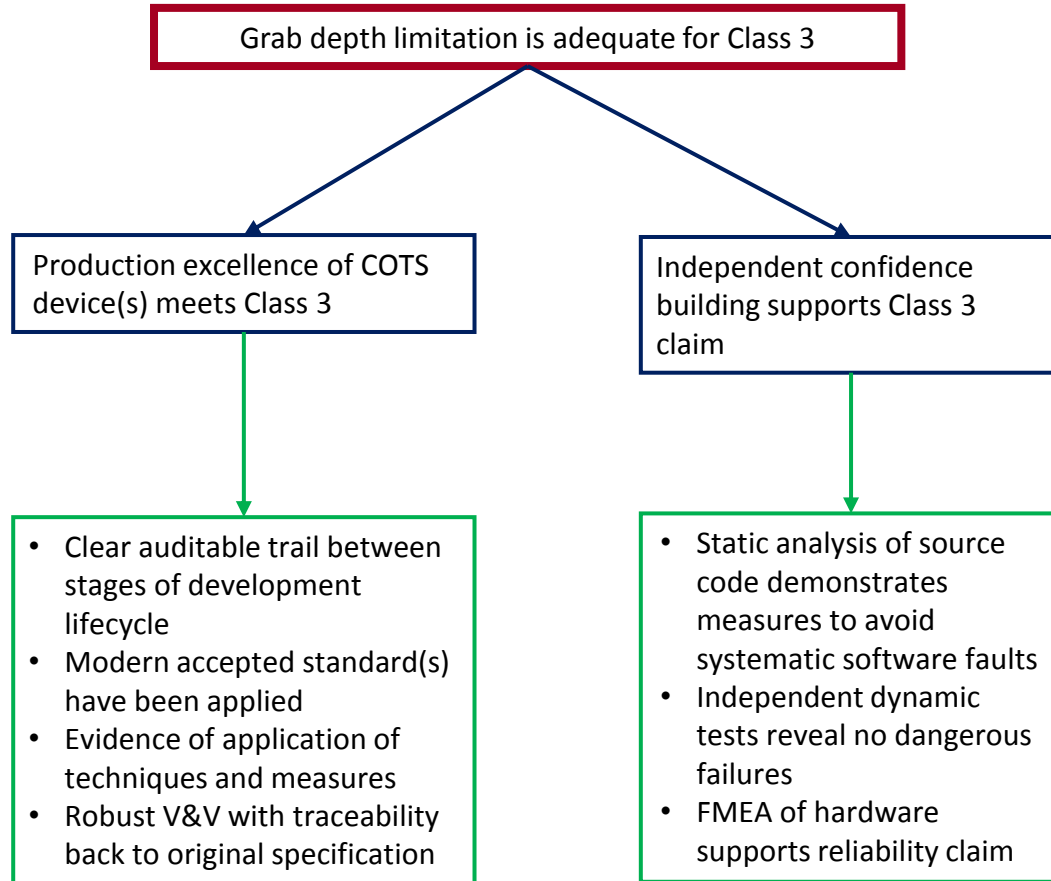 Grab depth limitation is adequate for Class 3
Production excellence of COTS
device(s) meets Class 3
Independent confidence
building supports Class 3
claim
• Clear auditable trail between
stages of development
lifecycle
• Modern accepted standard(s)
have been applied
• Evidence of application of
techniques and measures
• Robust V&V with traceability
back to original specification
• Static analysis of source
code demonstrates
measures to avoid
systematic software faults
• Independent dynamic
tests reveal no dangerous
failures
• FMEA of hardware
supports reliability claim